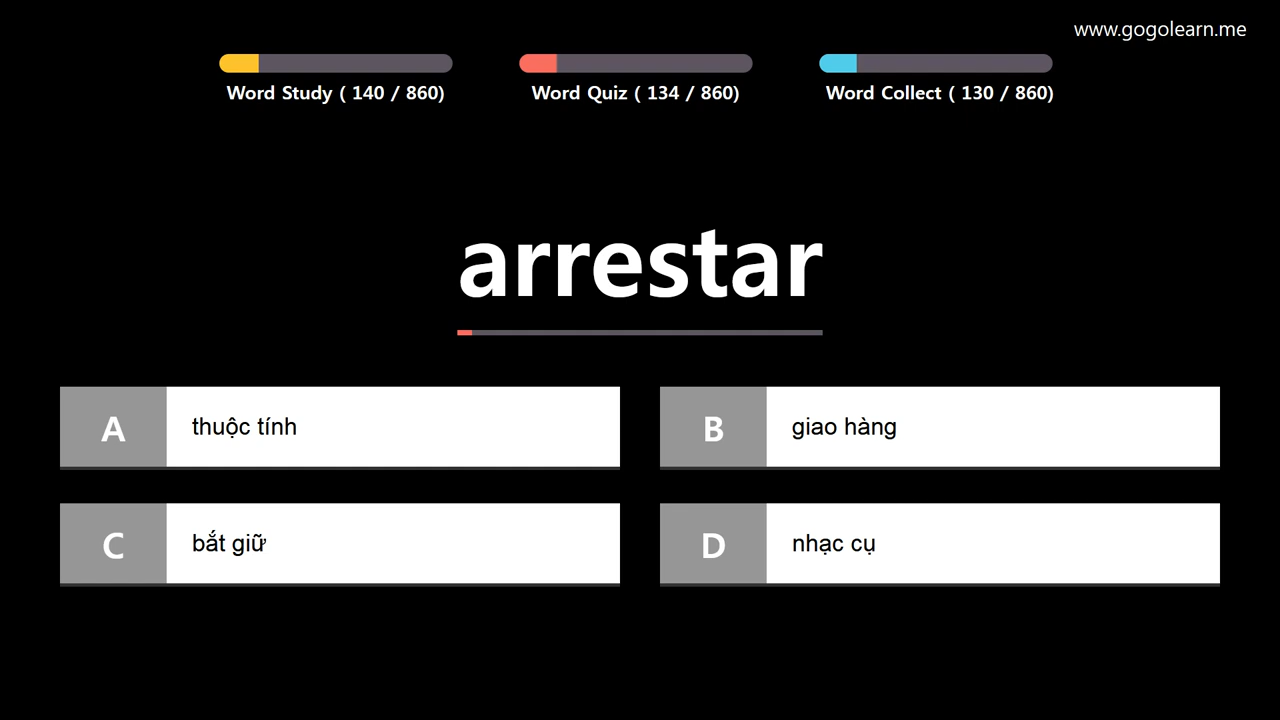 www.gogolearn.me
Word Study ( 140 / 860)
Word Quiz ( 134 / 860)
Word Collect ( 130 / 860)
arrestar
A thuộc tính
B giao hàng
C bắt giữ
D nhạc cụ